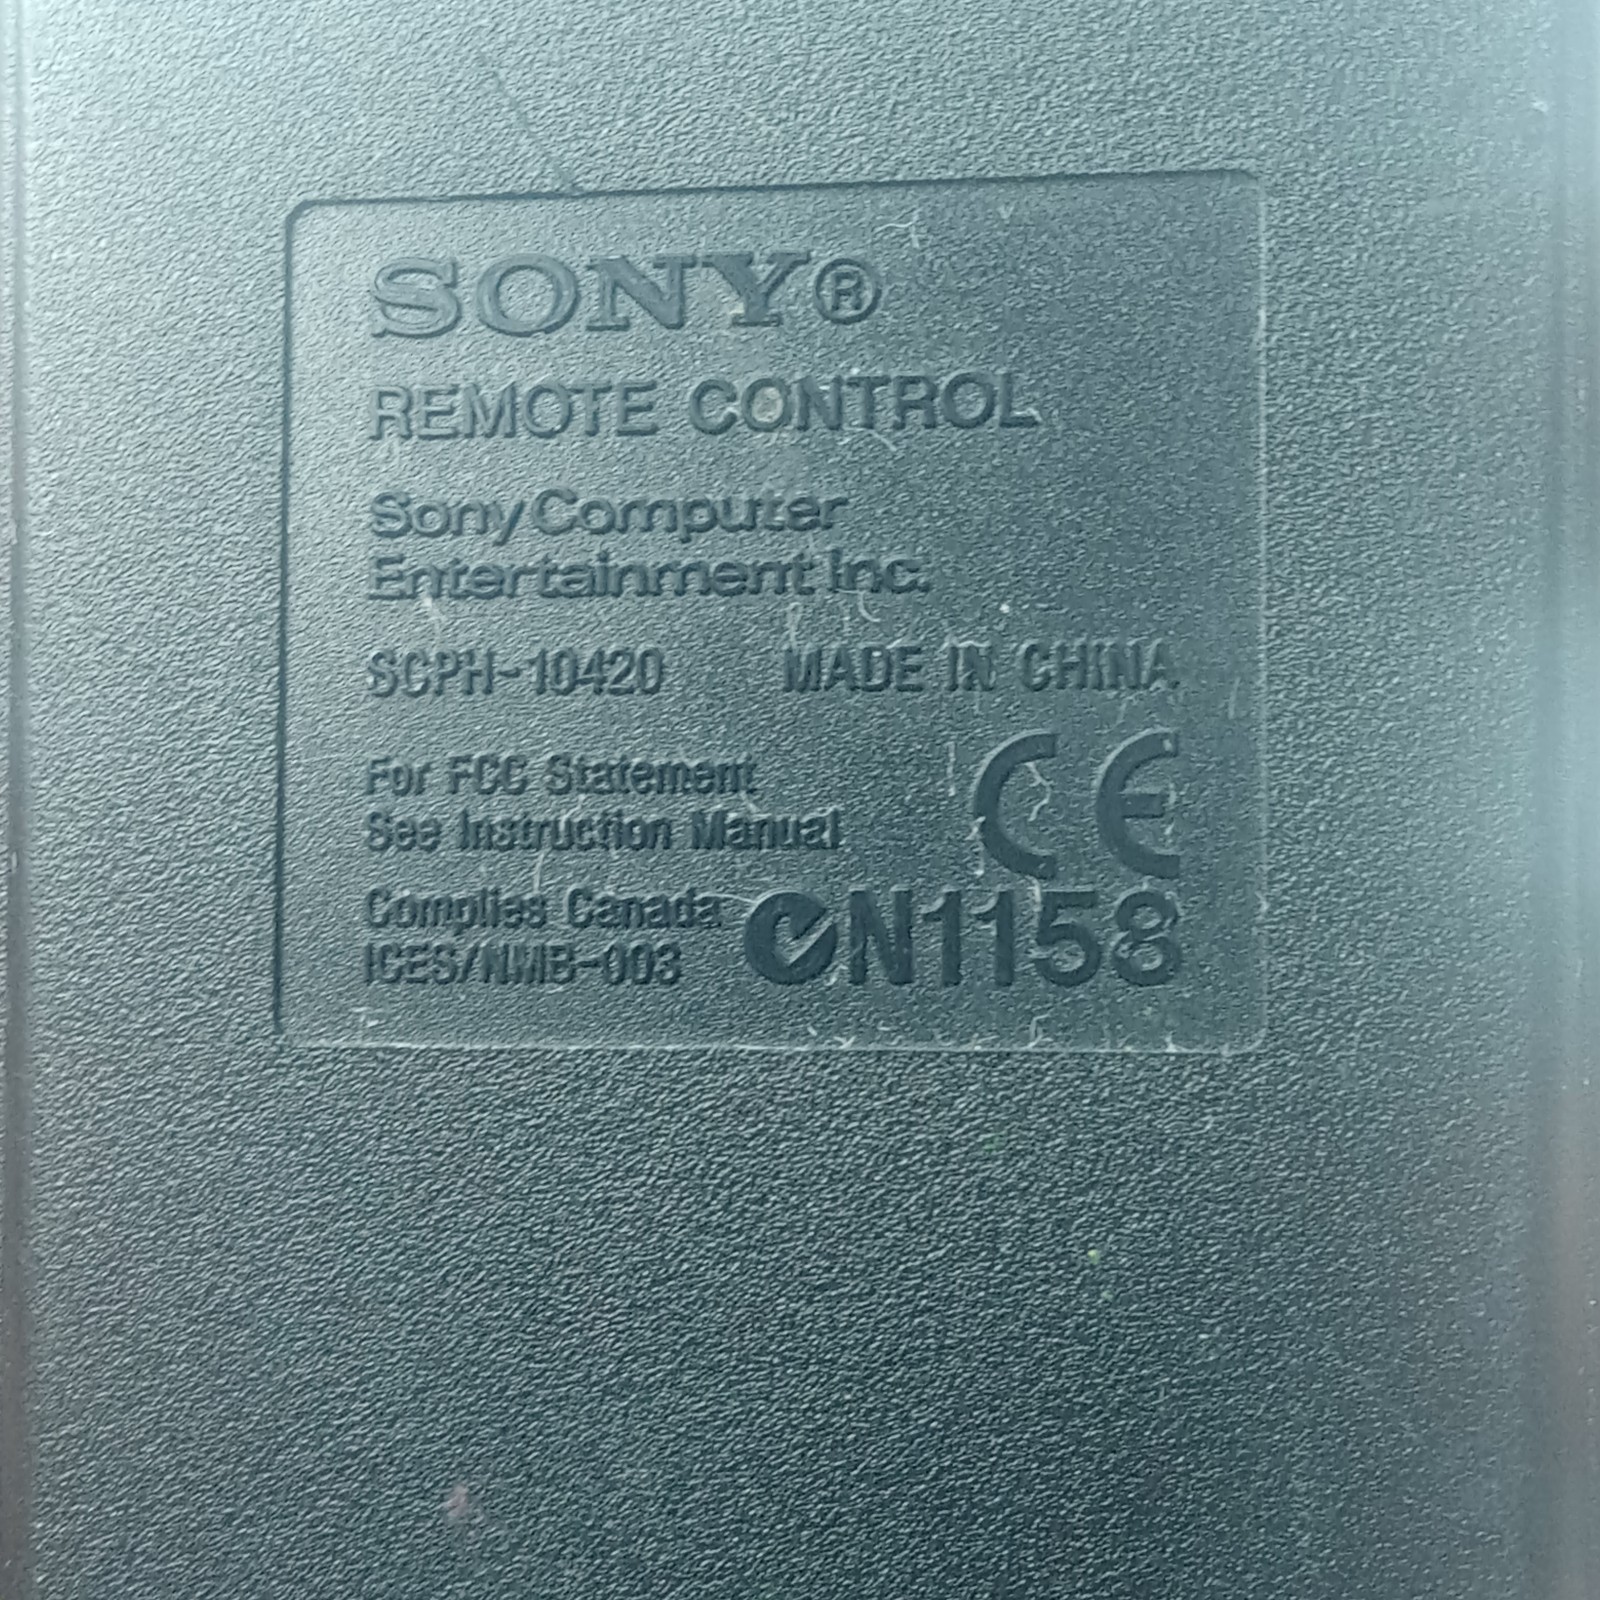 SONY®
REMOTE CONTROL
Sony Computer
Entertainment Inc.
SCPH-10420 MADE IN CHINA
For FCC Statement
See Instruction Manual
CE
Complies Canada
ICES/NMB-003
N1158